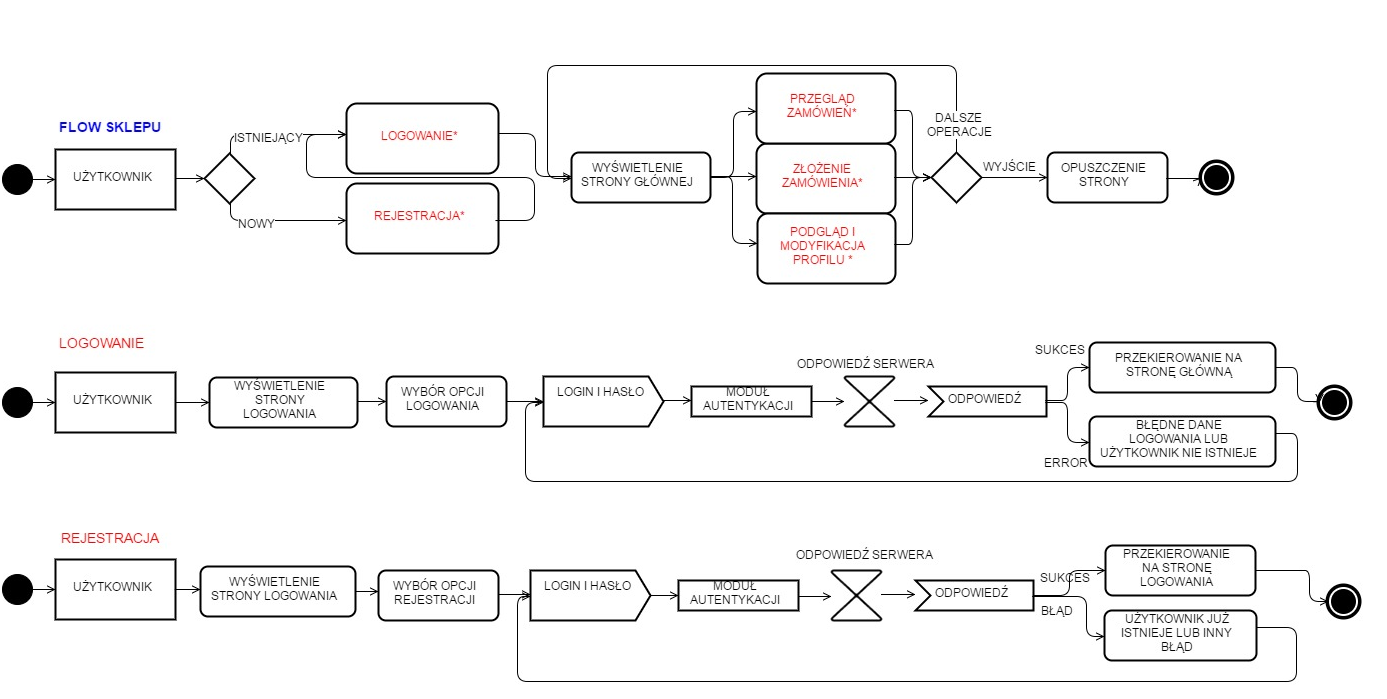 FLOW SKLEPU
UŻYTKOWNIK
ISTNIEJĄCY
NOWY
LOGOWANIE*
REJESTRACJA*
WYŚWIETLENIE
STRONY GŁÓWNEJ
PRZEGLĄD
ZAMÓWIEŃ*
ZŁOŻENIE
ZAMÓWIENIA*
PODGLĄD I
MODYFIKACJA
PROFILU *
DALSZE
OPERACJE
WYJŚCIE
OPUSZCZENIE
STRONY
LOGOWANIE
UŻYTKOWNIK
WYŚWIETLENIE
STRONY
LOGOWANIA
WYBÓR OPCJI
LOGOWANIA
LOGIN I HASŁO
MODUŁ
AUTENTYKACJI
ODPOWIEDŹ SERWERA
ODPOWIEDŹ
SUKCES
PRZEKIEROWANIE NA
STRONĘ GŁÓWNĄ
ERROR
BŁĘDNE DANE
LOGOWANIA LUB
UŻYTKOWNIK NIE ISTNIEJE
REJESTRACJA
UŻYTKOWNIK
WYŚWIETLENIE
STRONY LOGOWANIA
WYBÓR OPCJI
REJESTRACJI
LOGIN I HASŁO
MODUŁ
AUTENTYKACJI
ODPOWIEDŹ SERWERA
ODPOWIEDŹ
SUKCES
PRZEKIEROWANIE
NA STRONĘ
LOGOWANIA
BŁĄD
UŻYTKOWNIK JUŻ
ISTNIEJE LUB INNY
BŁĄD